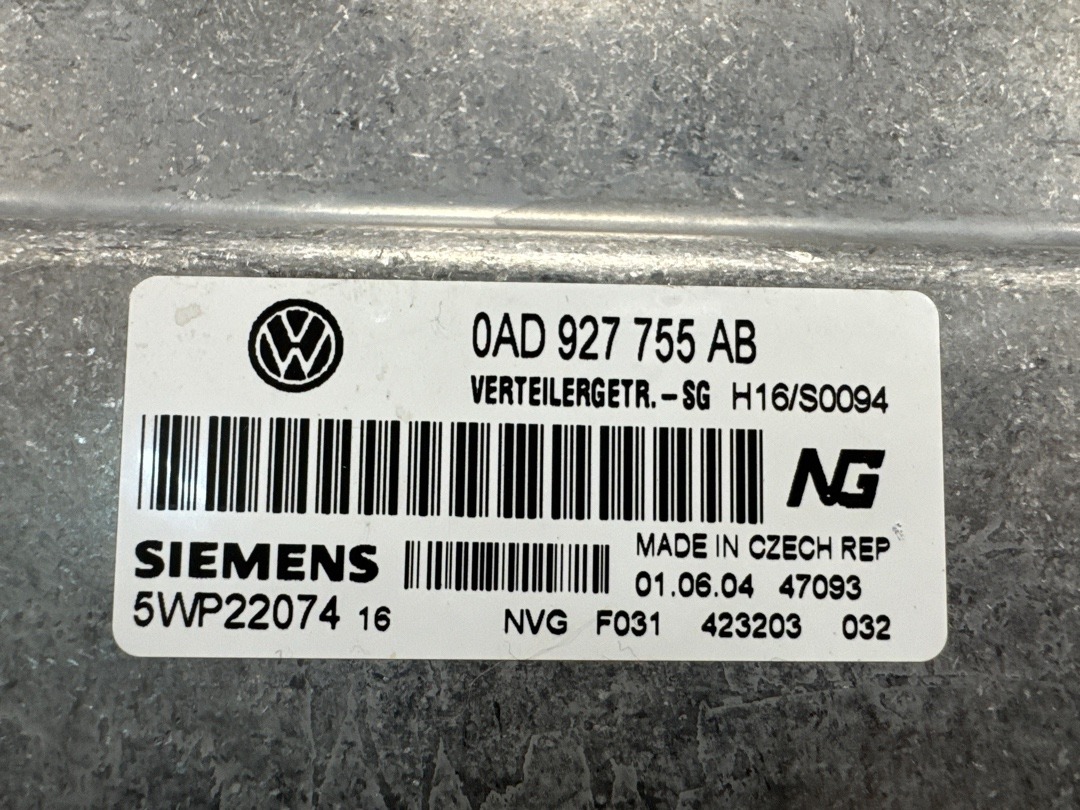 VW
0AD 927 755 AB
VERTEILERGETR.-SG H16/S0094
NG
SIEMENS
MADE IN CZECH REP
01.06.04 47093
5WP22074 16
NVG F031 423203 032